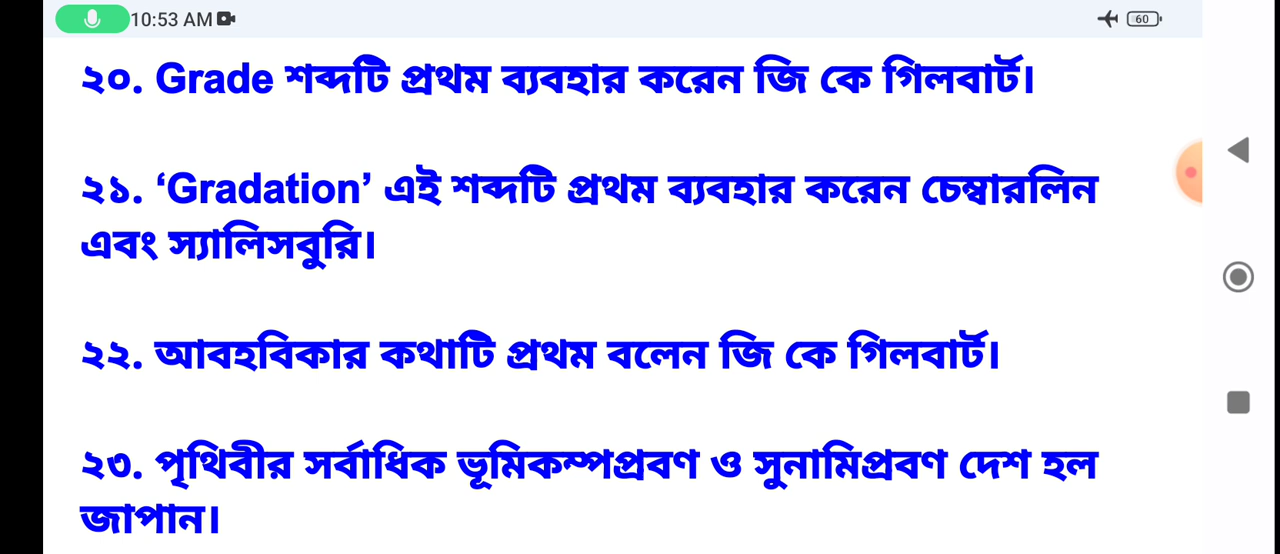 10:53 AM
60
২০. Grade শব্দটি প্রথম ব্যবহার করেন জি কে গিলবার্ট।
২১. ‘Gradation’ এই শব্দটি প্রথম ব্যবহার করেন চেম্বারলিন
এবং স্যালিসবুরি।
২২. আবহবিকার কথাটি প্রথম বলেন জি কে গিলবার্ট।
২৩. পৃথিবীর সর্বাধিক ভূমিকম্পপ্রবণ ও সুনামিপ্রবণ দেশ হল
জাপান।